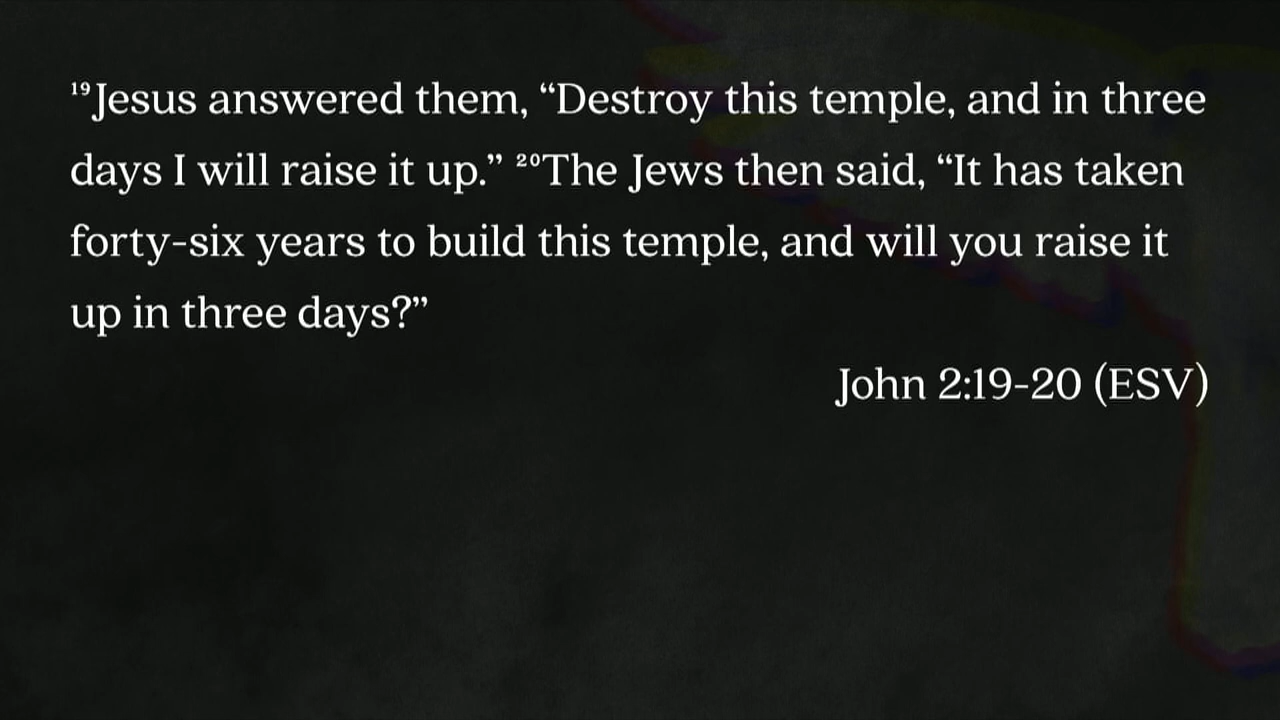 ¹⁹Jesus answered them, “Destroy this temple, and in three
days I will raise it up.” ²⁰The Jews then said, “It has taken
forty-six years to build this temple, and will you raise it
up in three days?”
John 2:19-20 (ESV)